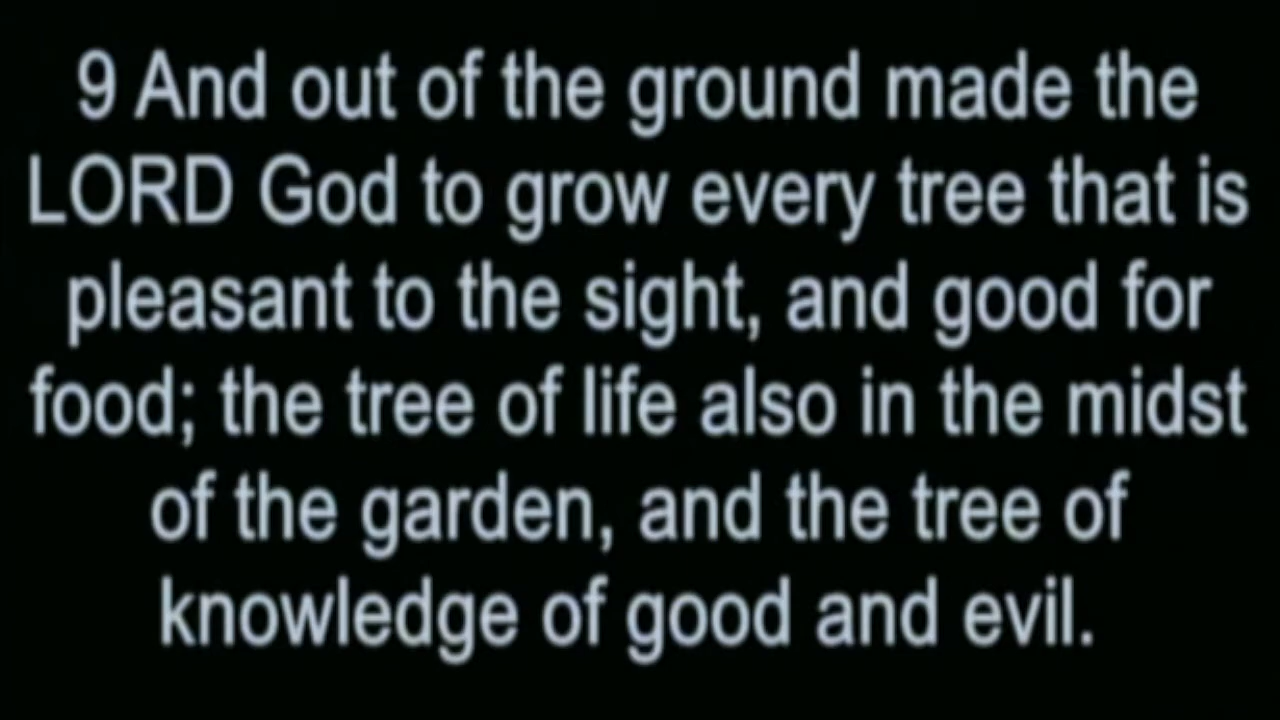 9 And out of the ground made the
LORD God to grow every tree that is
pleasant to the sight, and good for
food; the tree of life also in the midst
of the garden, and the tree of
knowledge of good and evil.